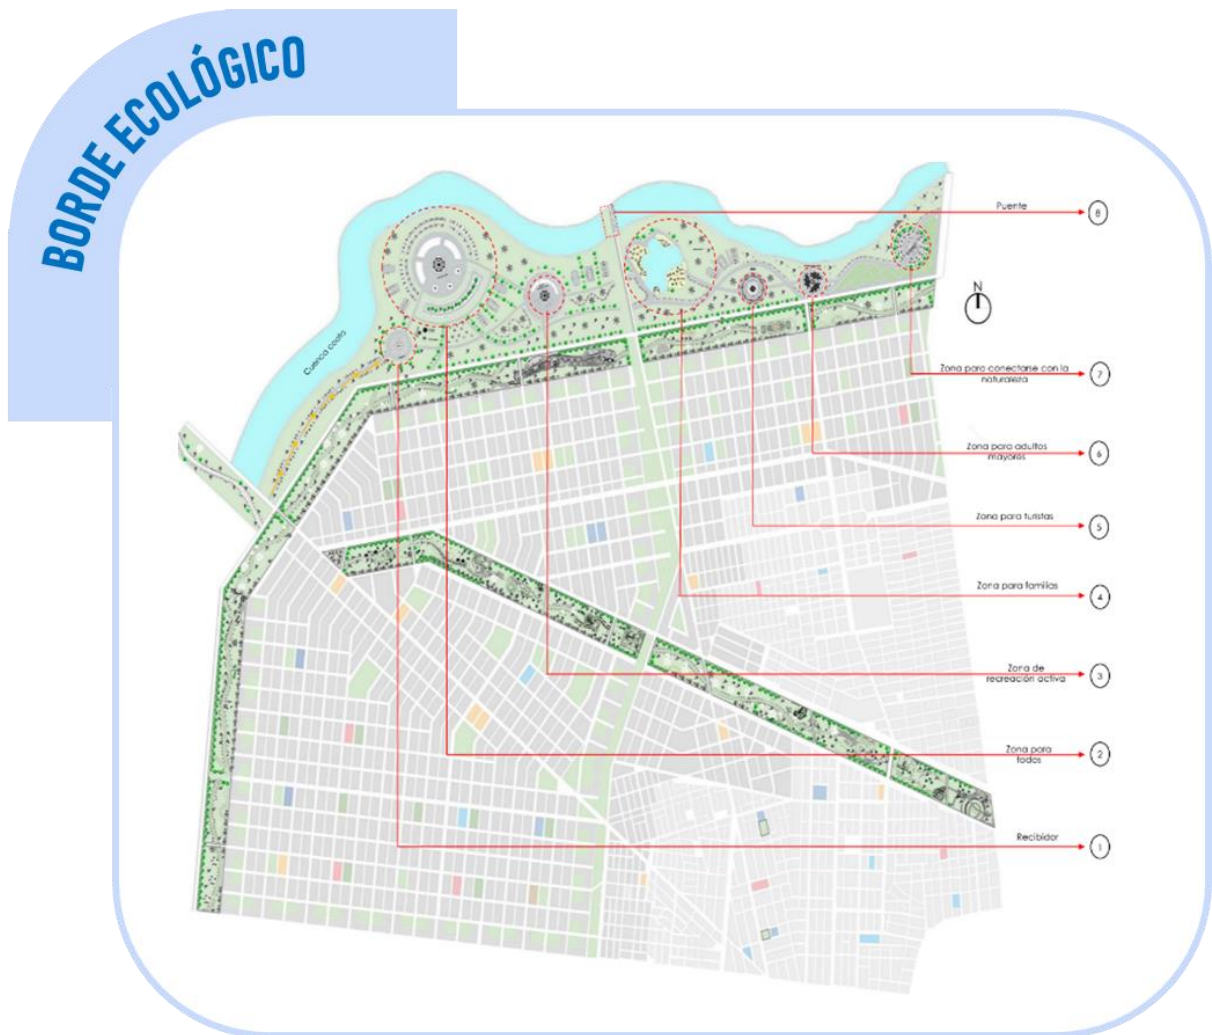 BORDE ECOLÓGICO
Puente
8
N
Cuenca coata
Zona para conectarse con la
naturaleza
7
Zona para adultos
mayores
6
Zona para turistas
5
Zona para familias
4
Zona de
recreación activa
3
Zona para
todos
2
Recibidor
1